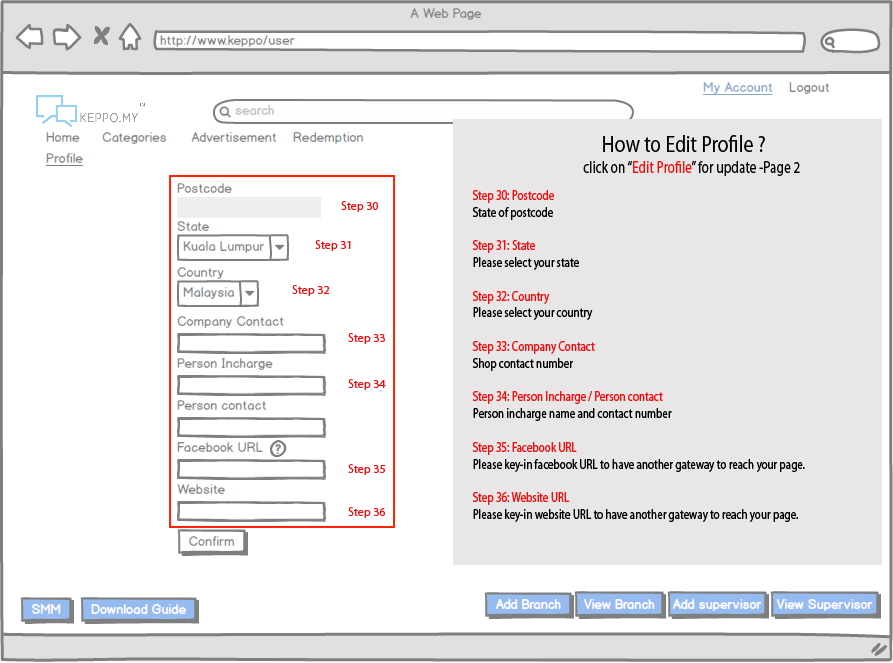 A Web Page
http://www.keppo/user
My Account Logout
KEPPO.MY
search
Home Categories Advertisement Redemption
Profile
Postcode
Step 30
State
Kuala Lumpur
Step 31
Country
Malaysia
Step 32
Company Contact
Step 33
Person Incharge
Step 34
Person contact
Facebook URL ?
Step 35
Website
Step 36
Confirm
How to Edit Profile ?
click on “Edit Profile” for update -Page 2
Step 30: Postcode
State of postcode
Step 31: State
Please select your state
Step 32: Country
Please select your country
Step 33: Company Contact
Shop contact number
Step 34: Person Incharge / Person contact
Person incharge name and contact number
Step 35: Facebook URL
Please key-in facebook URL to have another gateway to reach your page.
Step 36: Website URL
Please key-in website URL to have another gateway to reach your page.
SMM Download Guide
Add Branch View Branch Add supervisor View Supervisor